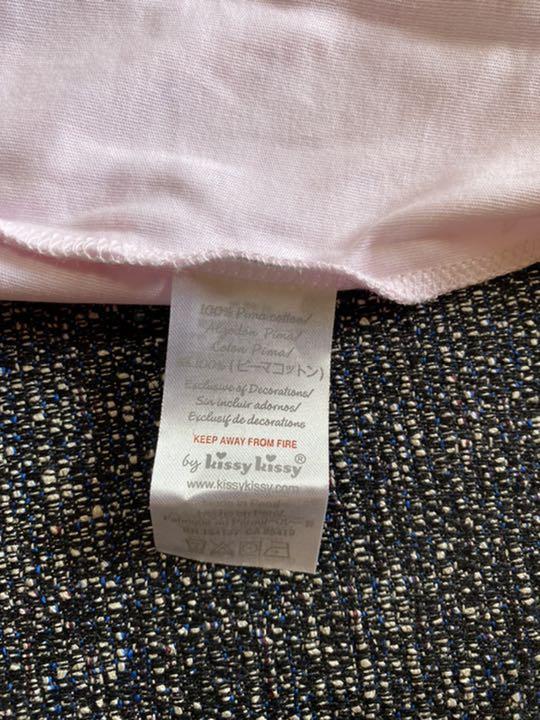 100% Pima cotton/
Algodón Pima/
Coton Pima/
100% (ピーマコットン)
Exclusive of Decorations/
Sin incluir adornos/
Exclusif de decorations
KEEP AWAY FROM FIRE
by kissy kissy®
www.kissykissy.com